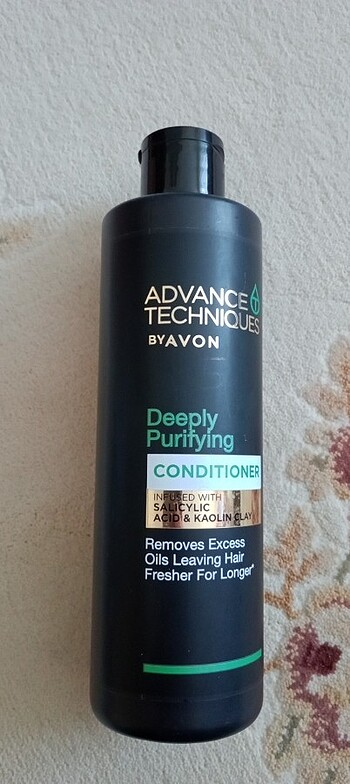 ADVANCE
TECHNIQUES
BY AVON
Deeply
Purifying
CONDITIONER
INFUSED WITH
SALICYLIC
ACID & KAOLIN CLAY
Removes Excess
Oils Leaving Hair
Fresher For Longer*